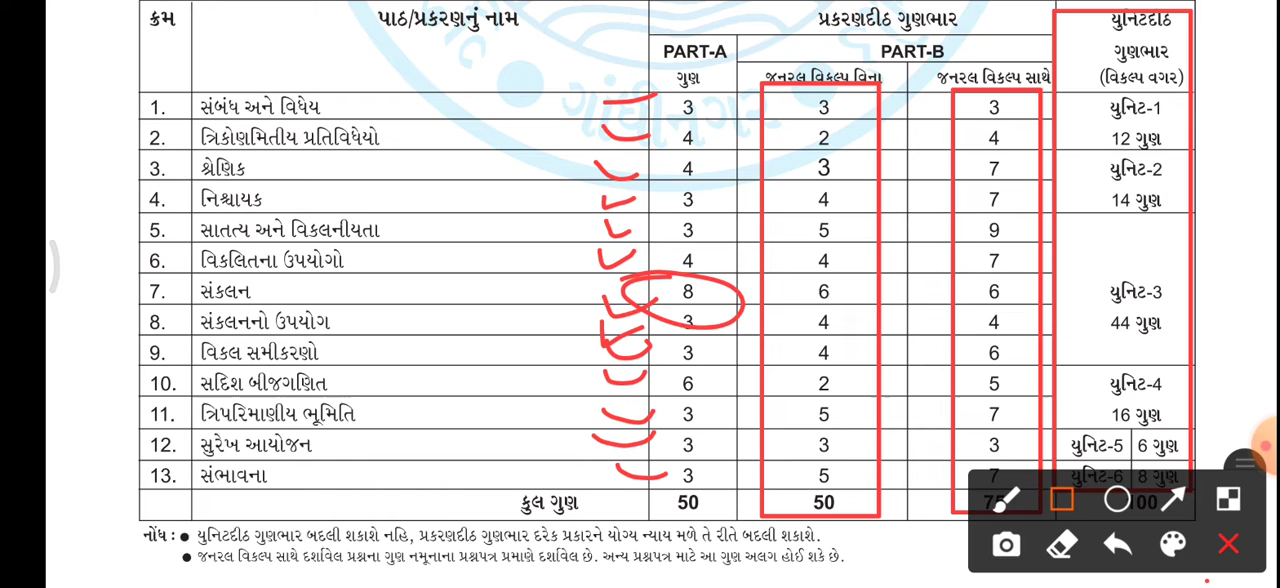 ક્રમ પાઠ/પ્રકરણનું નામ પ્રકરણદીઠ ગુણભાર યુનિટદીઠ
PART-A PART-B ગુણભાર
ગુણ જનરલ વિકલ્પ વિના જનરલ વિકલ્પ સાથે (વિકલ્પ વગર)
1. સંબંધ અને વિધેય 3 3 3 યુનિટ-1
2. ત્રિકોણમિતીય પ્રતિવિધેયો 4 2 4 12 ગુણ
3. શ્રેણિક 4 3 7 યુનિટ-2
4. નિશ્ચાયક 3 4 7 14 ગુણ
5. સાતત્ય અને વિકલનીયતા 3 5 9
6. વિકલિતના ઉપયોગો 4 4 7
7. સંકલન 8 6 6 યુનિટ-3
8. સંકલનનો ઉપયોગ 3 4 4 44 ગુણ
9. વિકલ સમીકરણો 3 4 6
10. સદિશ બીજગણિત 6 2 5 યુનિટ-4
11. ત્રિપરિમાણીય ભૂમિતિ 3 5 7 16 ગુણ
12. સુરેખ આયોજન 3 3 3 યુનિટ-5 6 ગુણ
13. સંભાવના 3 5 7 યુનિટ-6 8 ગુણ
કુલ ગુણ 50 50 75 100
નોંધ : ● યુનિટદીઠ ગુણભાર બદલી શકાશે નહિ, પ્રકરણદીઠ ગુણભાર દરેક પ્રકારને યોગ્ય ન્યાય મળે તે રીતે બદલી શકાશે.
● જનરલ વિકલ્પ સાથે દર્શાવેલ પ્રશ્નના ગુણ નમૂનાના પ્રશ્નપત્ર પ્રમાણે દર્શાવેલ છે. અન્ય પ્રશ્નપત્ર માટે આ ગુણ અલગ હોઈ શકે છે.
ગાંધીનગર